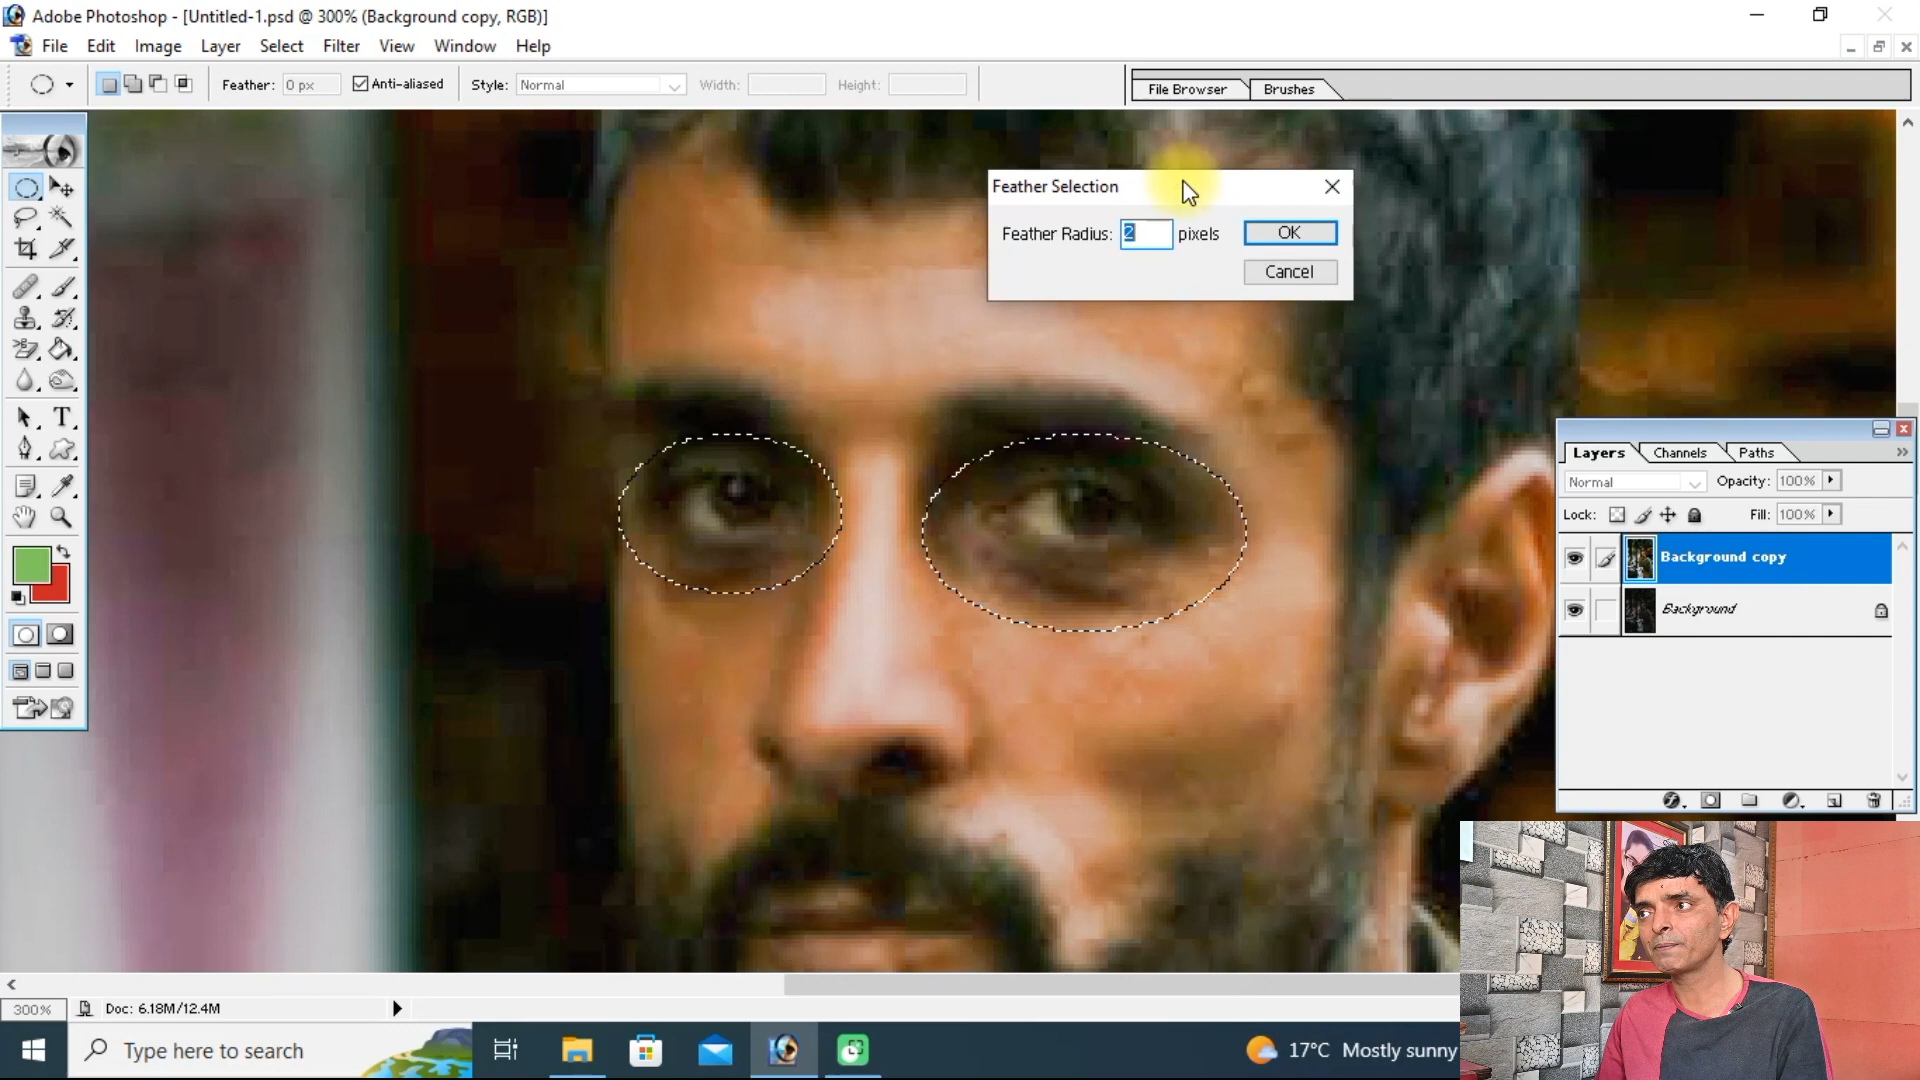 Adobe Photoshop - [Untitled-1.psd @ 300% (Background copy, RGB)]
File Edit Image Layer Select Filter View Window Help
Feather: 0 px Anti-aliased Style: Normal Width: Height: File Browser Brushes
Feather Selection
Feather Radius: 2 pixels OK
Cancel
T
Layers Channels Paths
Normal Opacity: 100%
Lock: Fill: 100%
Background copy
Background
300% Doc: 6.18M/12.4M
Type here to search 17°C Mostly sunny